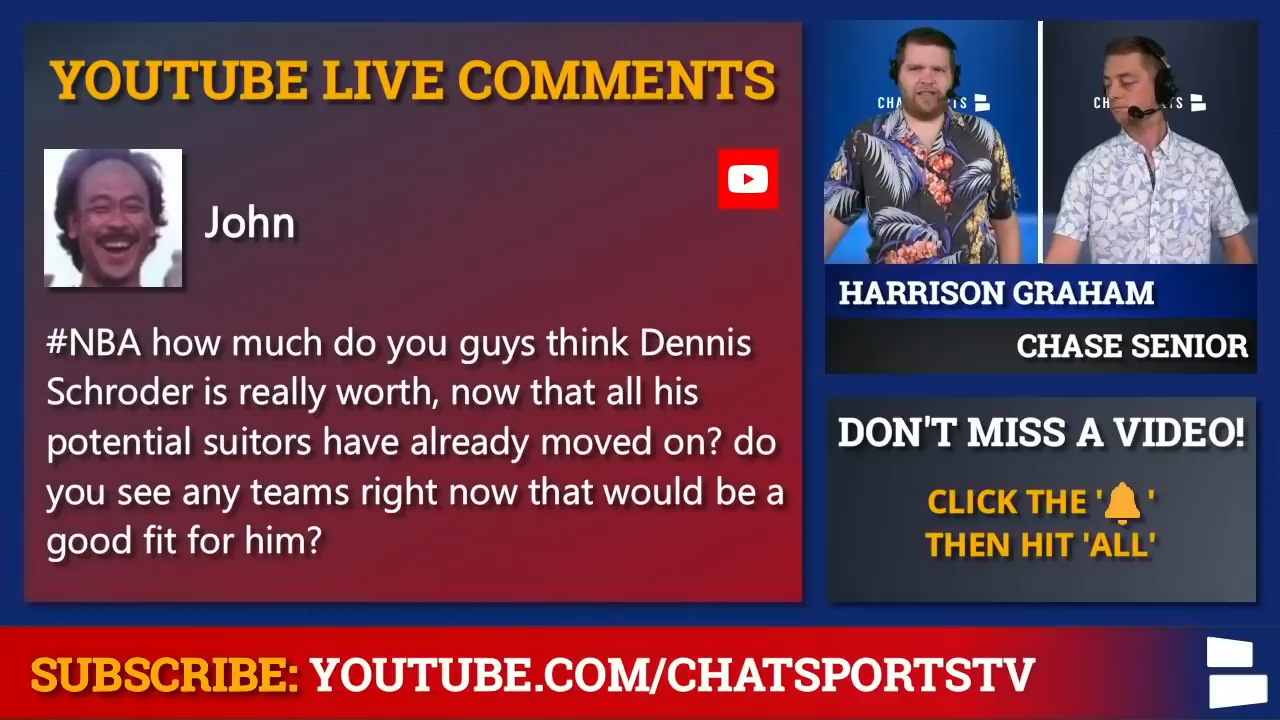 YOUTUBE LIVE COMMENTS
John
#NBA how much do you guys think Dennis
Schroder is really worth, now that all his
potential suitors have already moved on? do
you see any teams right now that would be a
good fit for him?
HARRISON GRAHAM
CHASE SENIOR
DON'T MISS A VIDEO!
CLICK THE ' '
THEN HIT 'ALL'
SUBSCRIBE: YOUTUBE.COM/CHATSPORTSTV